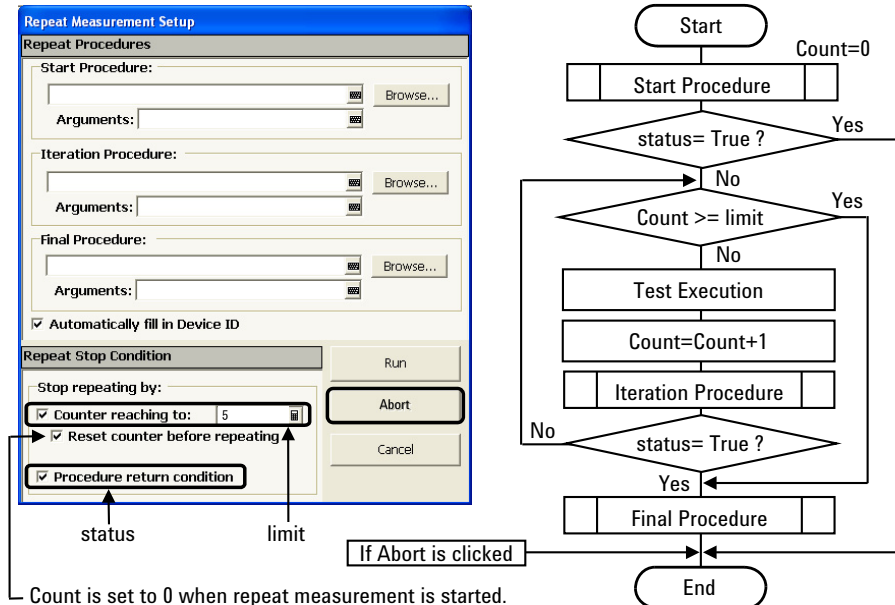 Repeat Measurement Setup
Repeat Procedures
Start Procedure:
Browse...
Arguments:
Iteration Procedure:
Browse...
Arguments:
Final Procedure:
Browse...
Arguments:
Automatically fill in Device ID
Repeat Stop Condition
Stop repeating by:
Counter reaching to: 5
Reset counter before repeating
Procedure return condition
Run
Abort
Cancel
status
limit
Count is set to 0 when repeat measurement is started.
Start
Count=0
Start Procedure
status= True ?
Yes
No
Count >= limit
Yes
No
Test Execution
Count=Count+1
Iteration Procedure
No
status= True ?
Yes
Final Procedure
If Abort is clicked
End